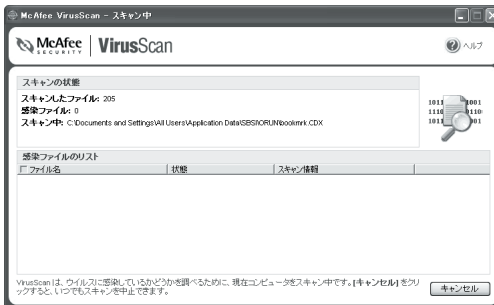 McAfee VirusScan - スキャン中
McAfee SECURITY VirusScan
ヘルプ
スキャンの状態
スキャンしたファイル: 205
感染ファイル: 0
スキャン中: C:\Documents and Settings\All Users\Application Data\SBSI\ORUN\bookmrk.CDX
1011 1001
1110 0110
1011 001
感染ファイルのリスト
ファイル名 状態 スキャン情報
VirusScan は、ウイルスに感染しているかどうかを調べるために、現在コンピュータをスキャン中です。[キャンセル] をクリ
ックすると、いつでもスキャンを中止できます。
キャンセル